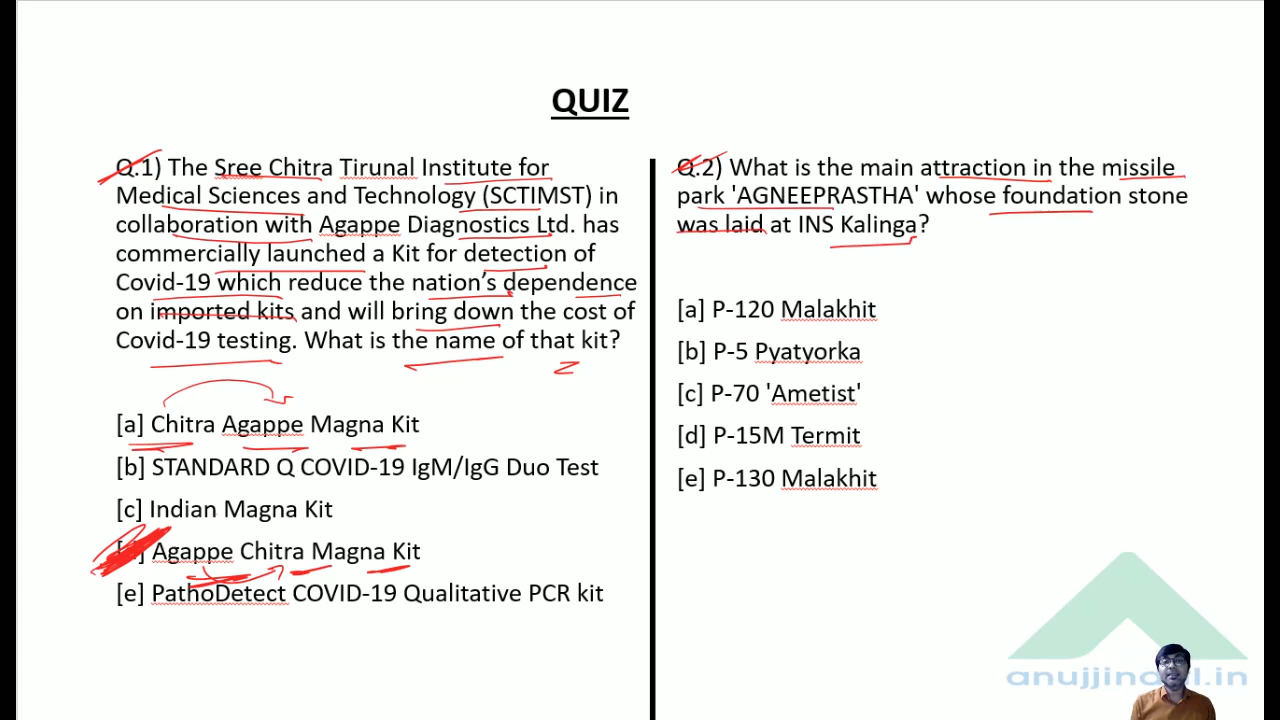 QUIZ
Q.1) The Sree Chitra Tirunal Institute for
Medical Sciences and Technology (SCTIMST) in
collaboration with Agappe Diagnostics Ltd. has
commercially launched a Kit for detection of
Covid-19 which reduce the nation's dependence
on imported kits and will bring down the cost of
Covid-19 testing. What is the name of that kit?
[a] Chitra Agappe Magna Kit
[b] STANDARD Q COVID-19 IgM/IgG Duo Test
[c] Indian Magna Kit
Agappe Chitra Magna Kit
[e] PathoDetect COVID-19 Qualitative PCR kit
Q.2) What is the main attraction in the missile
park 'AGNEEPRASTHA' whose foundation stone
was laid at INS Kalinga?
[a] P-120 Malakhit
[b] P-5 Pyatyorka
[c] P-70 'Ametist'
[d] P-15M Termit
[e] P-130 Malakhit